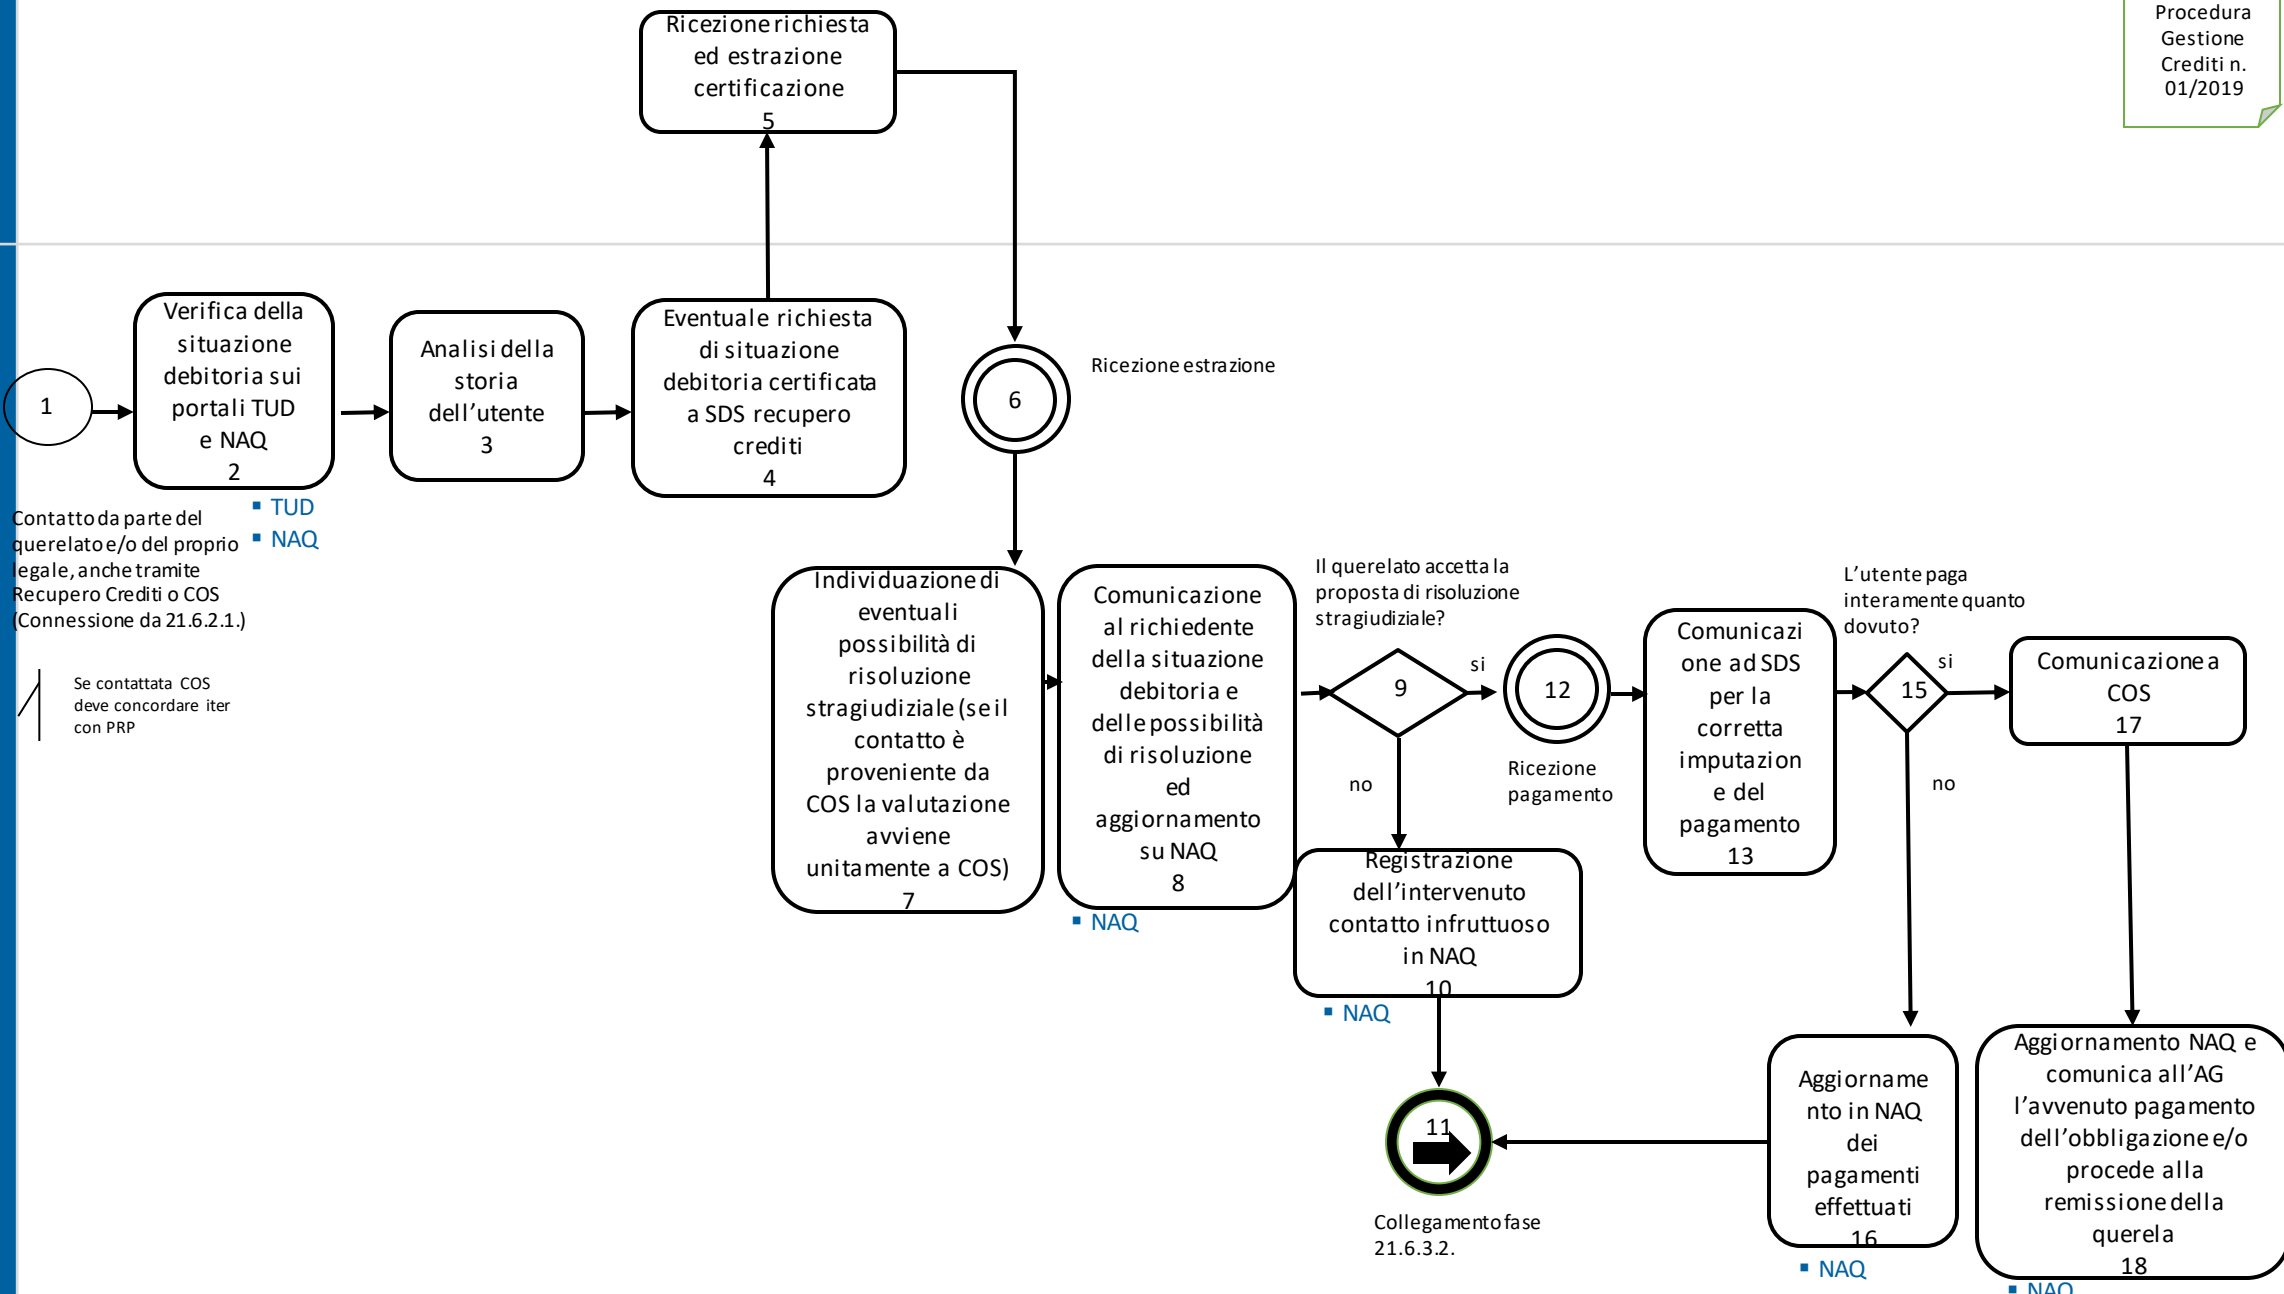 Procedura
Gestione
Crediti n.
01/2019
Ricezione richiesta
ed estrazione
certificazione
5
1
Contatto da parte del
querelato e/o del proprio
legale, anche tramite
Recupero Crediti o COS
(Connessione da 21.6.2.1.)
Se contattata COS
deve concordare iter
con PRP
Verifica della
situazione
debitoria sui
portali TUD
e NAQ
2
▪ TUD
▪ NAQ
Analisi della
storia
dell’utente
3
Eventuale richiesta
di situazione
debitoria certificata
a SDS recupero
crediti
4
6
Ricezione estrazione
Individuazione di
eventuali
possibilità di
risoluzione
stragiudiziale (se il
contatto è
proveniente da
COS la valutazione
avviene
unitamente a COS)
7
Comunicazione
al richiedente
della situazione
debitoria e
delle possibilità
di risoluzione
ed
aggiornamento
su NAQ
8
▪ NAQ
Il querelato accetta la
proposta di risoluzione
stragiudiziale?
9
si
no
Registrazione
dell’intervenuto
contatto infruttuoso
in NAQ
10
▪ NAQ
11
Collegamento fase
21.6.3.2.
12
Ricezione
pagamento
Comunicazi
one ad SDS
per la
corretta
imputazion
e del
pagamento
13
L’utente paga
interamente quanto
dovuto?
15
si
no
Aggiorname
nto in NAQ
dei
pagamenti
effettuati
16
▪ NAQ
Comunicazione a
COS
17
Aggiornamento NAQ e
comunica all’AG
l’avvenuto pagamento
dell’obbligazione e/o
procede alla
remissione della
querela
18
▪ NAQ